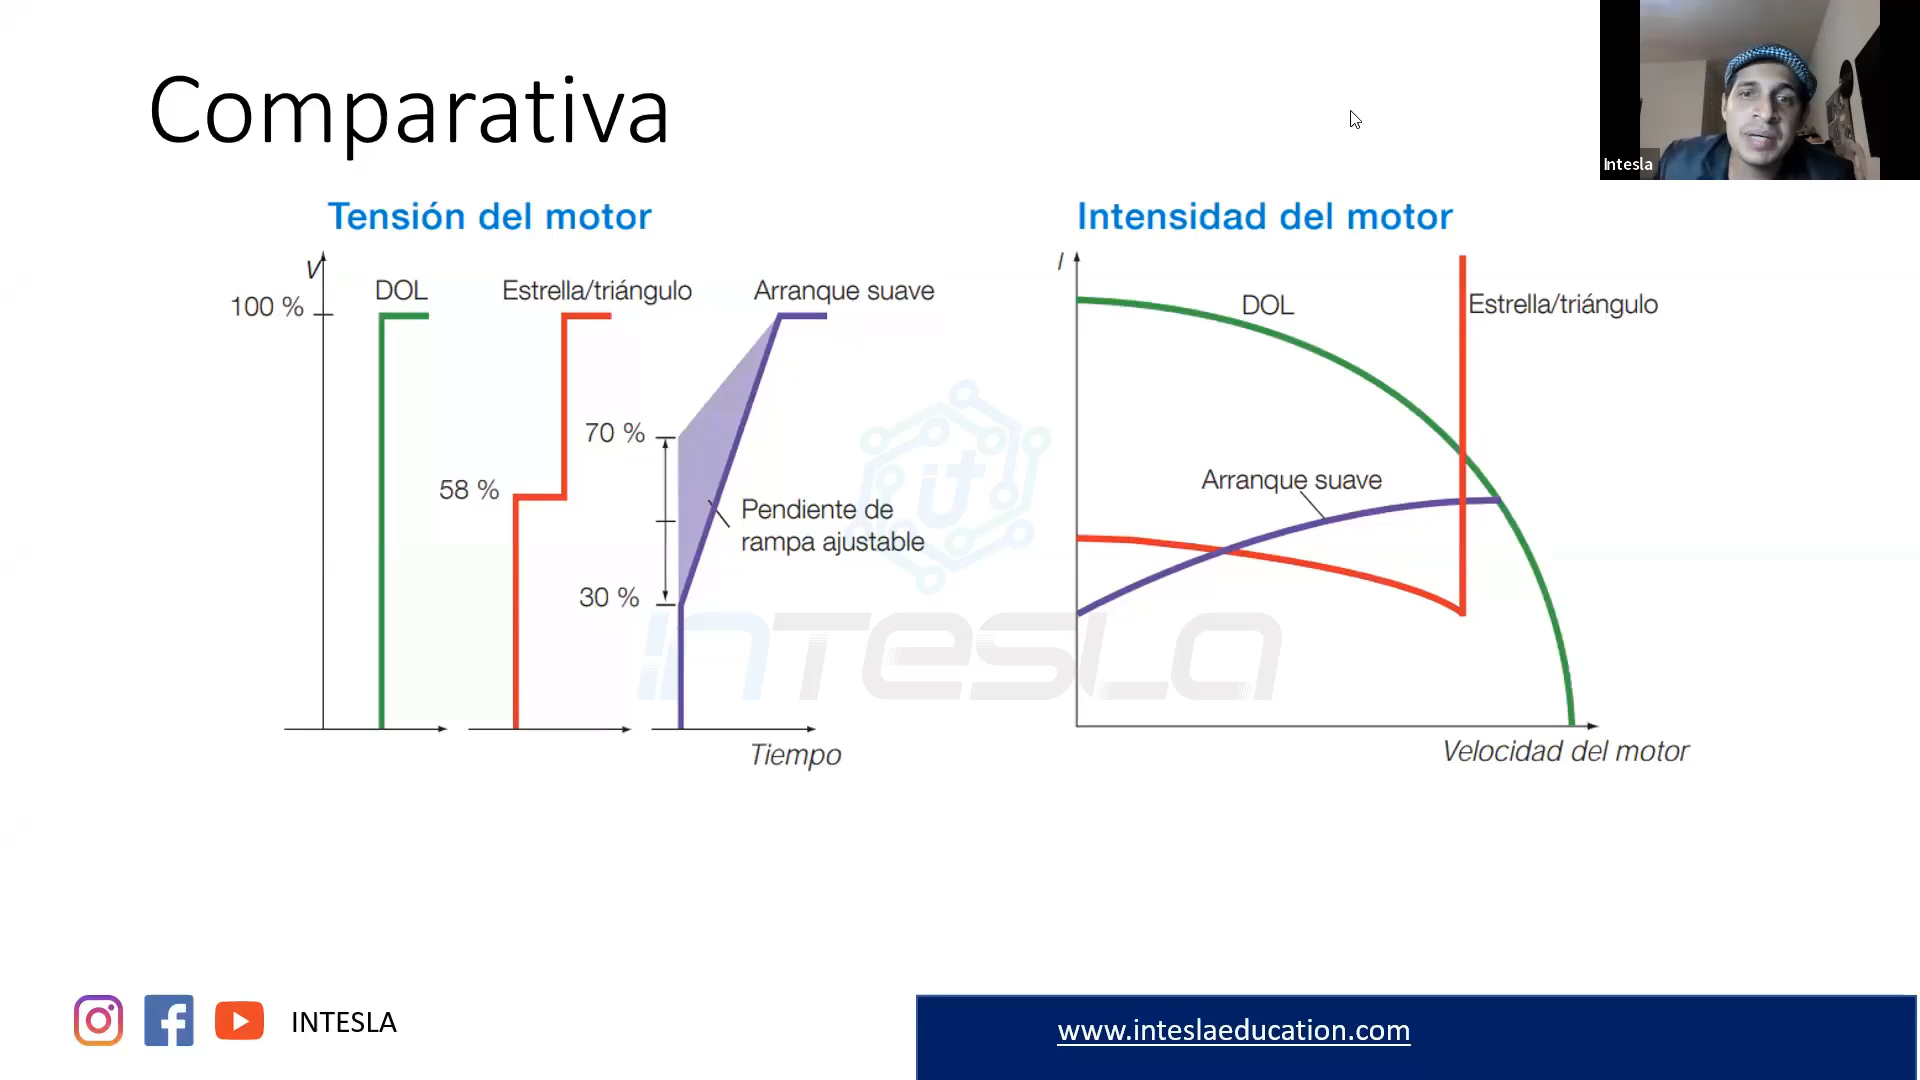 Comparativa
Intesla
Tensión del motor
V
100 %
DOL
Estrella/triángulo
Arranque suave
70 %
58 %
Pendiente de
rampa ajustable
30 %
Tiempo
Intensidad del motor
I
DOL
Estrella/triángulo
Arranque suave
Velocidad del motor
it
INTESLA
INTESLA
www.inteslaeducation.com